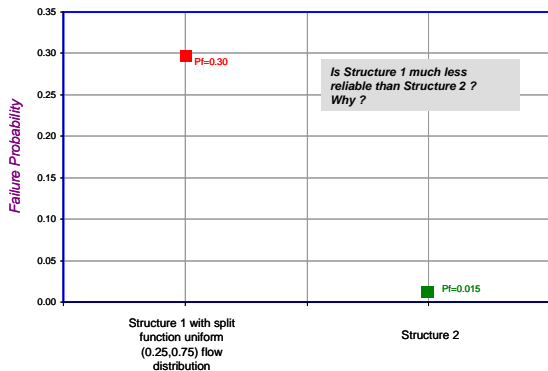 0.35
0.30
0.25
0.20
0.15
0.10
0.05
0.00
Failure Probability
Pf=0.30
Is Structure 1 much less
reliable than Structure 2 ?
Why ?
Pf=0.015
Structure 1 with split
function uniform
(0.25,0.75) flow
distribution
Structure 2